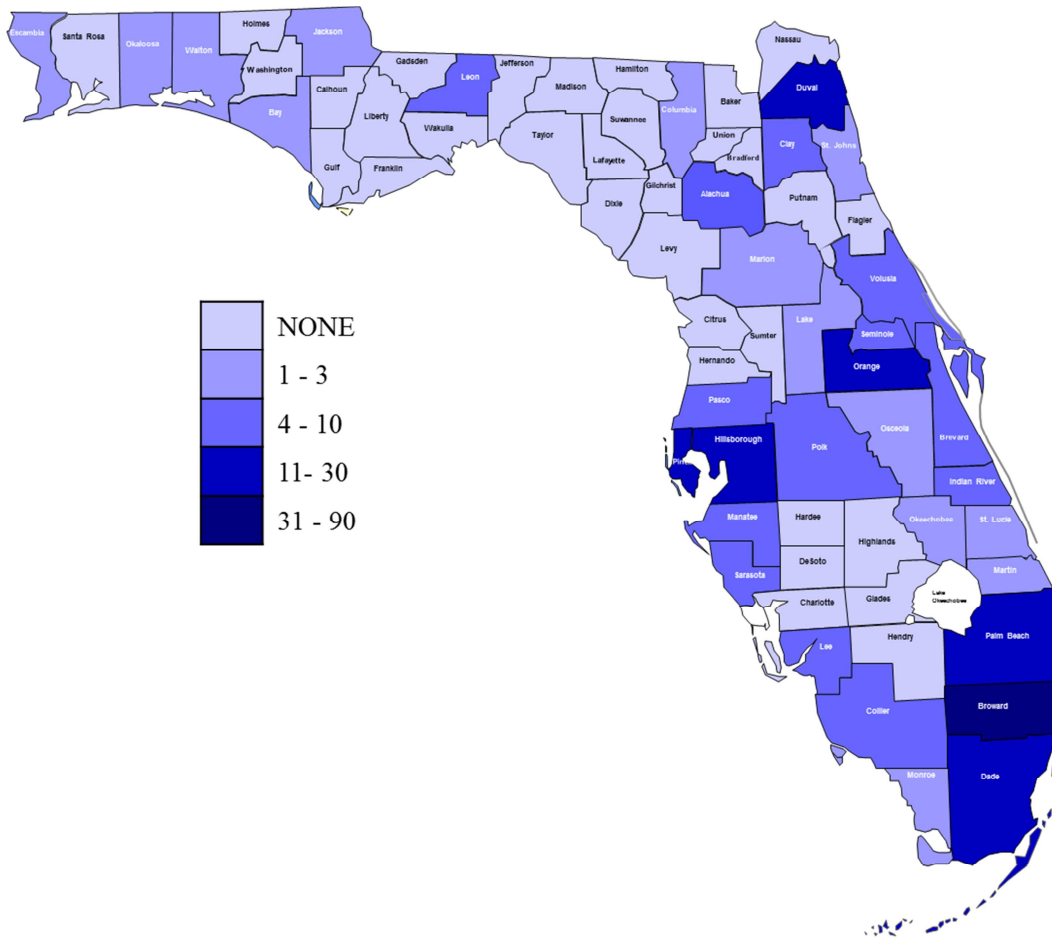 Escambia
Santa Rosa
Okaloosa
Walton
Holmes
Washington
Jackson
Bay
Calhoun
Gulf
Liberty
Gadsden
Franklin
Wakulla
Leon
Jefferson
Madison
Taylor
Hamilton
Suwannee
Lafayette
Dixie
Columbia
Gilchrist
Levy
Baker
Union
Bradford
Alachua
Nassau
Duval
Clay
St. Johns
Putnam
Flagler
Marion
Volusia
Citrus
Sumter
Lake
Seminole
Hernando
Orange
Pasco
Hillsborough
Polk
Osceola
Brevard
Indian River
Manatee
Hardee
Highlands
Okeechobee
St. Lucie
Sarasota
DeSoto
Martin
Charlotte
Glades
Lake
Okeechobee
Lee
Hendry
Palm Beach
Collier
Broward
Monroe
Dade
NONE
1 - 3
4 - 10
11- 30
31 - 90